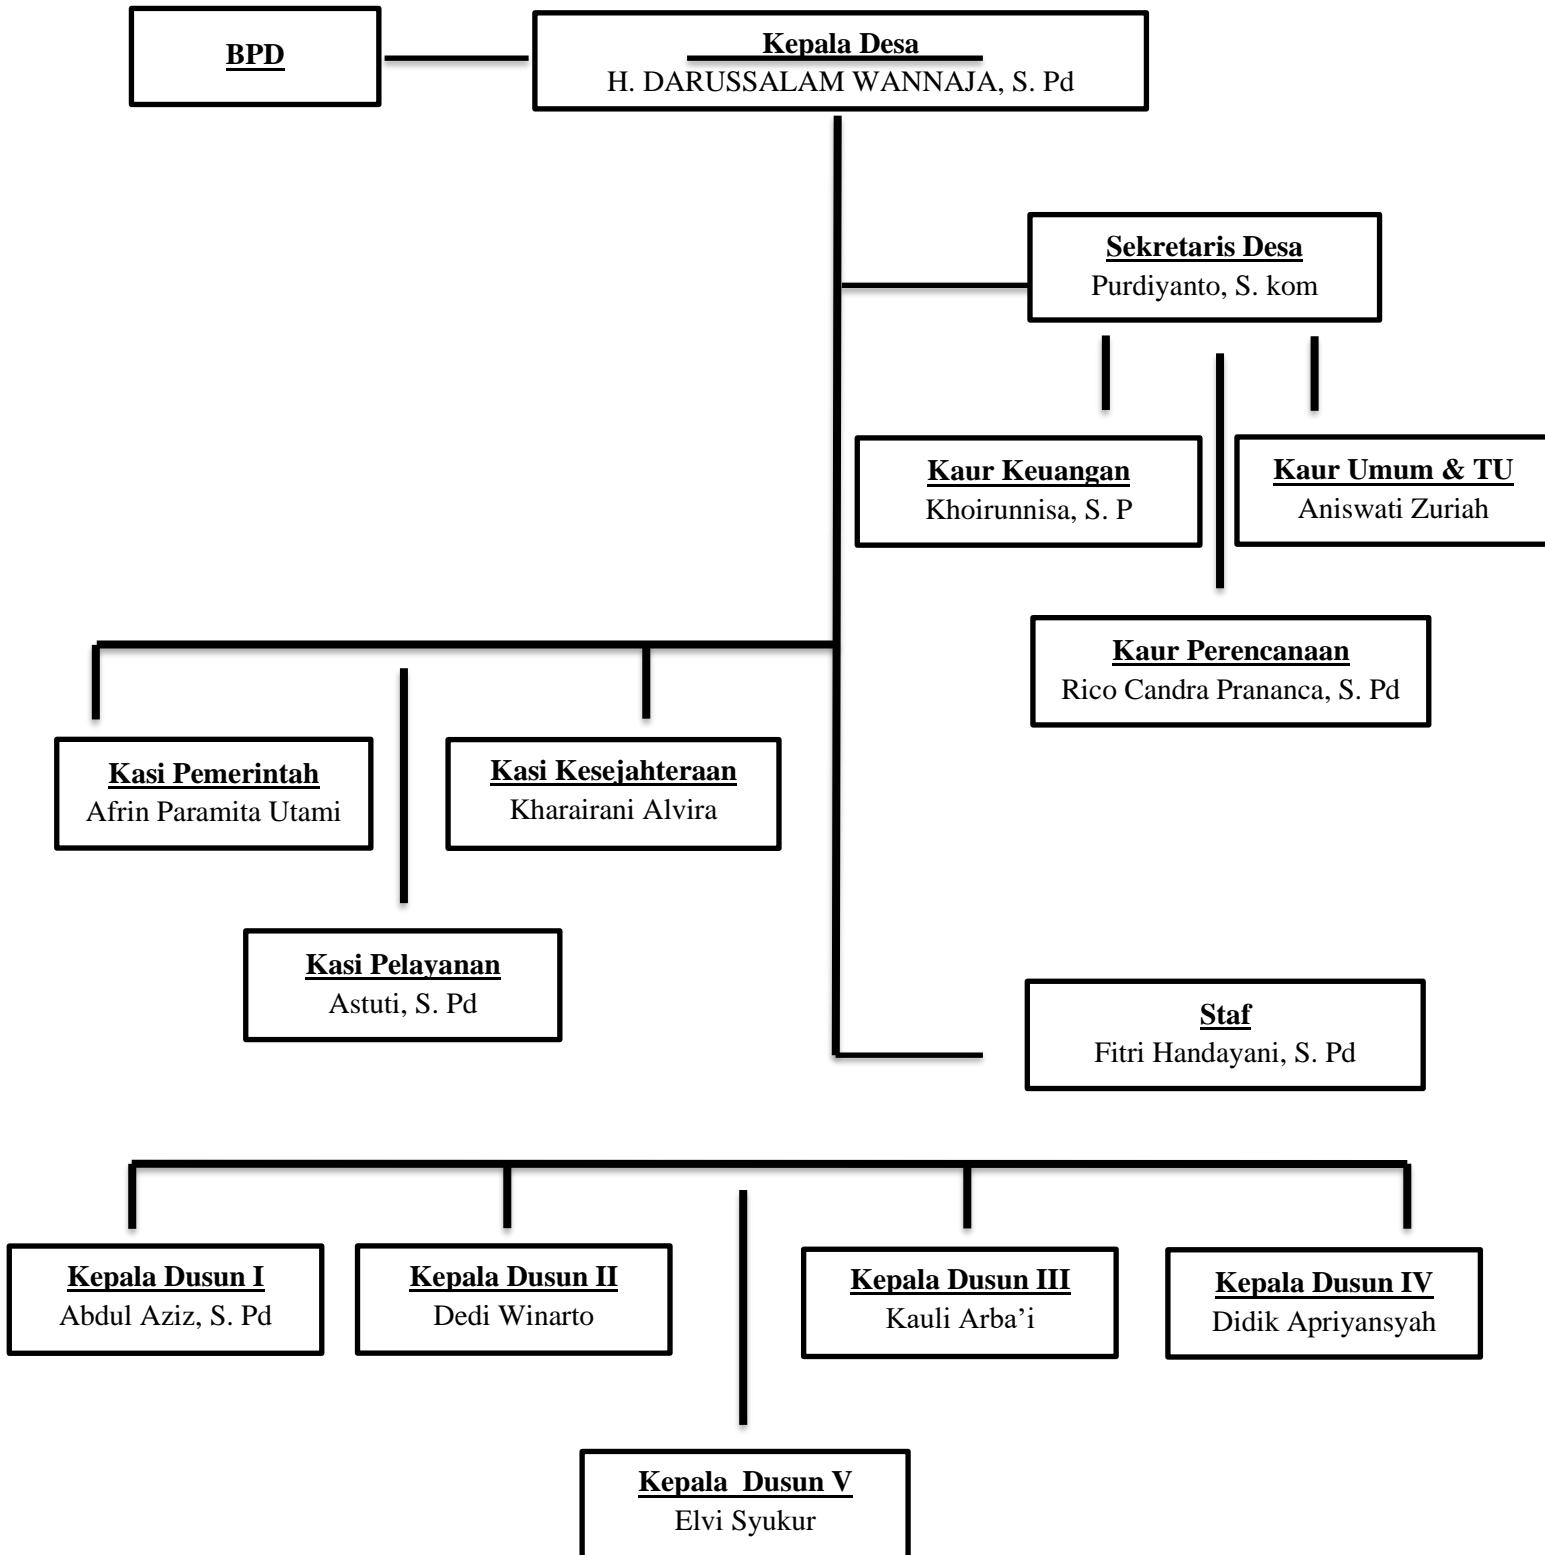 BPD
Kepala Desa
H. DARUSSALAM WANNAJA, S. Pd
Sekretaris Desa
Purdiyanto, S. kom
Kaur Keuangan
Khoirunnisa, S. P
Kaur Umum & TU
Aniswati Zuriah
Kaur Perencanaan
Rico Candra Prananca, S. Pd
Kasi Pemerintah
Afrin Paramita Utami
Kasi Kesejahteraan
Kharairani Alvira
Kasi Pelayanan
Astuti, S. Pd
Staf
Fitri Handayani, S. Pd
Kepala Dusun I
Abdul Aziz, S. Pd
Kepala Dusun II
Dedi Winarto
Kepala Dusun III
Kauli Arba’i
Kepala Dusun IV
Didik Apriyansyah
Kepala  Dusun V
Elvi Syukur